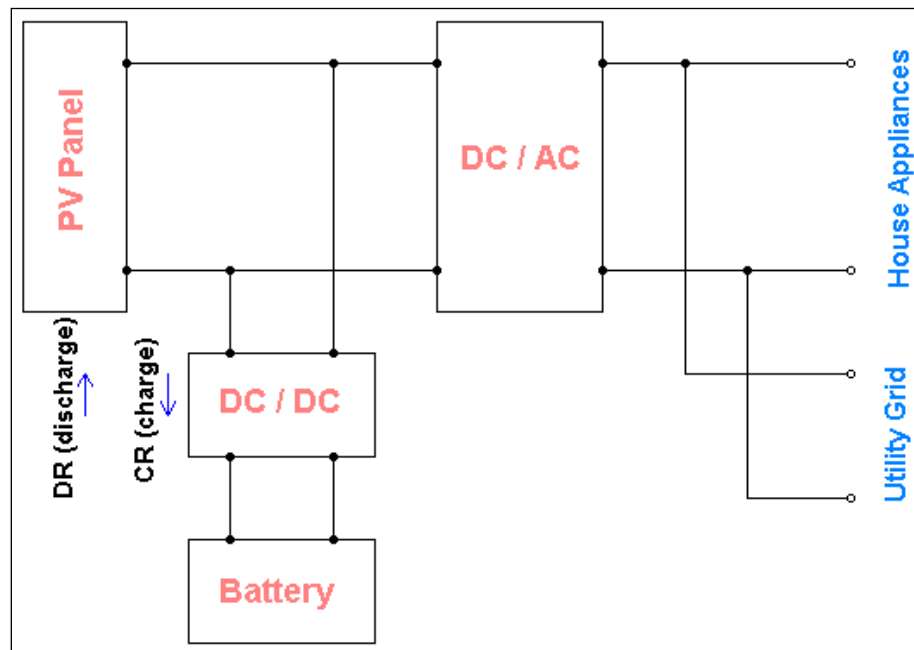 PV Panel
DC / AC
House Appliances
DR (discharge)
CR (charge)
DC / DC
Utility Grid
Battery